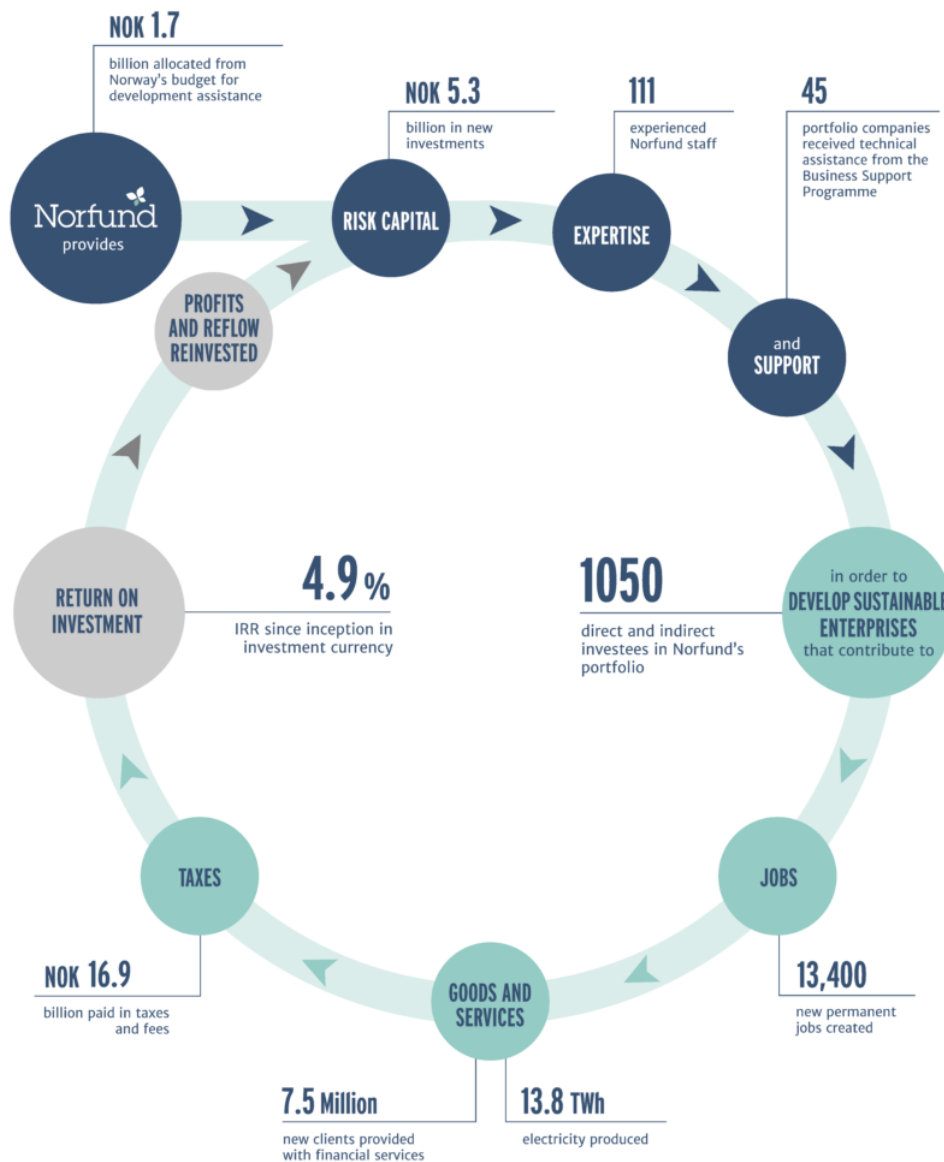 NOK 1.7
billion allocated from
Norway's budget for
development assistance
Norfund
provides
NOK 5.3
billion in new
investments
RISK CAPITAL
111
experienced
Norfund staff
EXPERTISE
45
portfolio companies
received technical
assistance from the
Business Support
Programme
and
SUPPORT
PROFITS
AND REFLOW
REINVESTED
RETURN ON
INVESTMENT
4.9 %
IRR since inception in
investment currency
1050
direct and indirect
investees in Norfund's
portfolio
in order to
DEVELOP SUSTAINABLE
ENTERPRISES
that contribute to
TAXES
NOK 16.9
billion paid in taxes
and fees
GOODS AND
SERVICES
7.5 Million
new clients provided
with financial services
13.8 TWh
electricity produced
JOBS
13,400
new permanent
jobs created